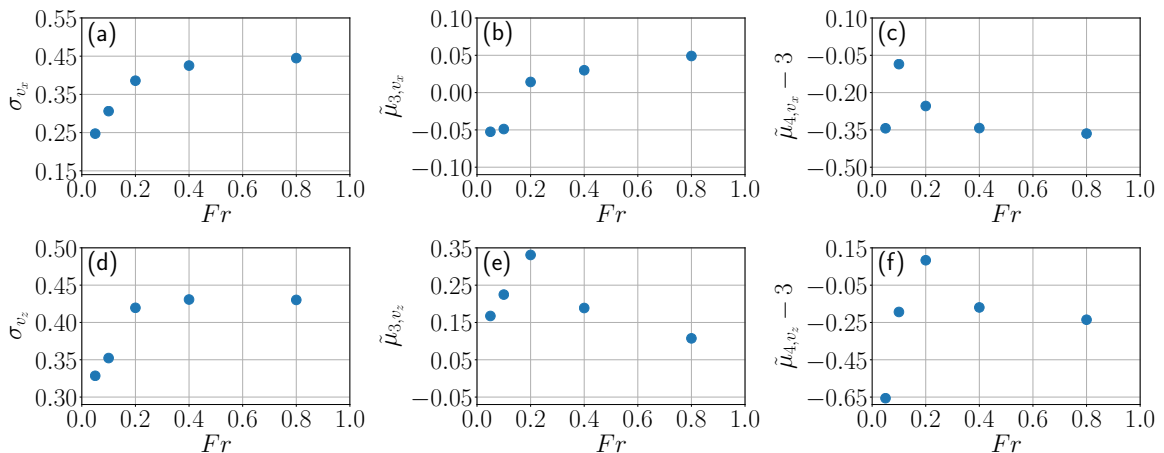 (a)
σ_{v_x}
0.55
0.45
0.35
0.25
0.15
0.0 0.2 0.4 0.6 0.8 1.0
Fr
(b)
μ̃_{3,v_x}
0.10
0.05
0.00
−0.05
−0.10
0.0 0.2 0.4 0.6 0.8 1.0
Fr
(c)
μ̃_{4,v_x} − 3
0.10
−0.05
−0.20
−0.35
−0.50
0.0 0.2 0.4 0.6 0.8 1.0
Fr
(d)
σ_{v_z}
0.50
0.45
0.40
0.35
0.30
0.0 0.2 0.4 0.6 0.8 1.0
Fr
(e)
μ̃_{3,v_z}
0.35
0.25
0.15
0.05
−0.05
0.0 0.2 0.4 0.6 0.8 1.0
Fr
(f)
μ̃_{4,v_z} − 3
0.15
−0.05
−0.25
−0.45
−0.65
0.0 0.2 0.4 0.6 0.8 1.0
Fr